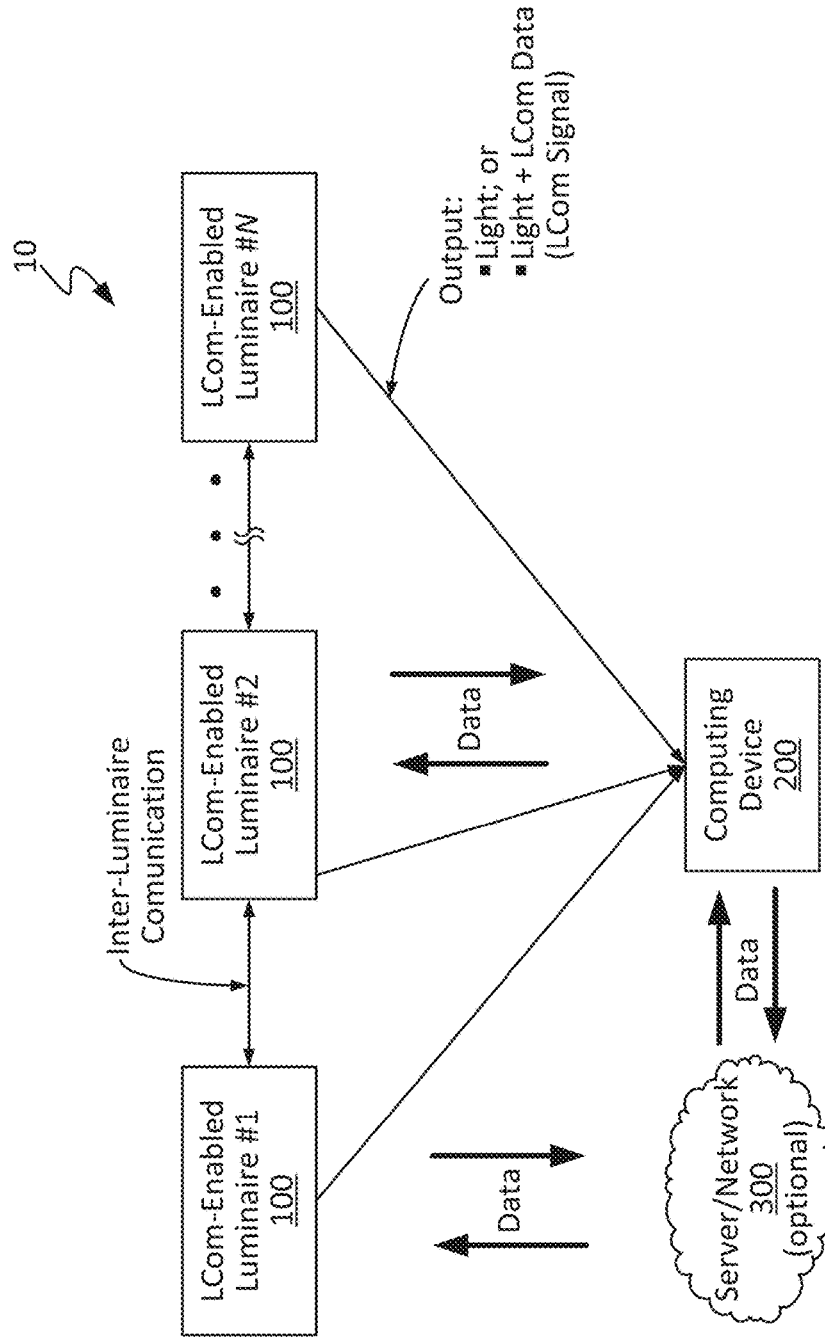 10
Inter-Luminaire
Comunication
LCom-Enabled
Luminaire #1
100
LCom-Enabled
Luminaire #2
100
LCom-Enabled
Luminaire #N
100
Output:
▪ Light; or
▪ Light + LCom Data
(LCom Signal)
Data
Data
Server/Network
300
(optional)
Data
Computing
Device
200